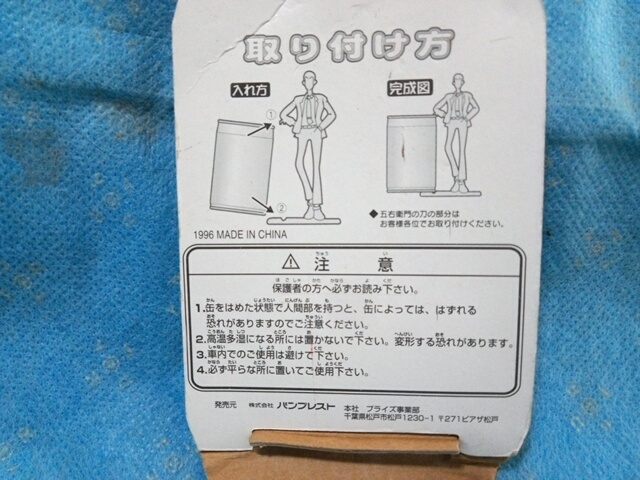 取り付け方
入れ方
完成図
①
②
◆五右衛門の刀の部分は
お客様各位でお取り付けください。
1996 MADE IN CHINA
⚠注意
保護者の方へ必ずお読み下さい。
1.缶をはめた状態で人間部を持つと、缶によっては、はずれる
恐れがありますのでご注意ください。
2.高温多湿になる所には置かないで下さい。変形する恐れがあります。
3.車内でのご使用は避けて下さい。
4.必ず平らな所に置いてご使用下さい。
発売元 株式会社 バンプレスト 本社 プライズ事業部
千葉県松戸市松戸1230-1 〒271ピアザ松戸